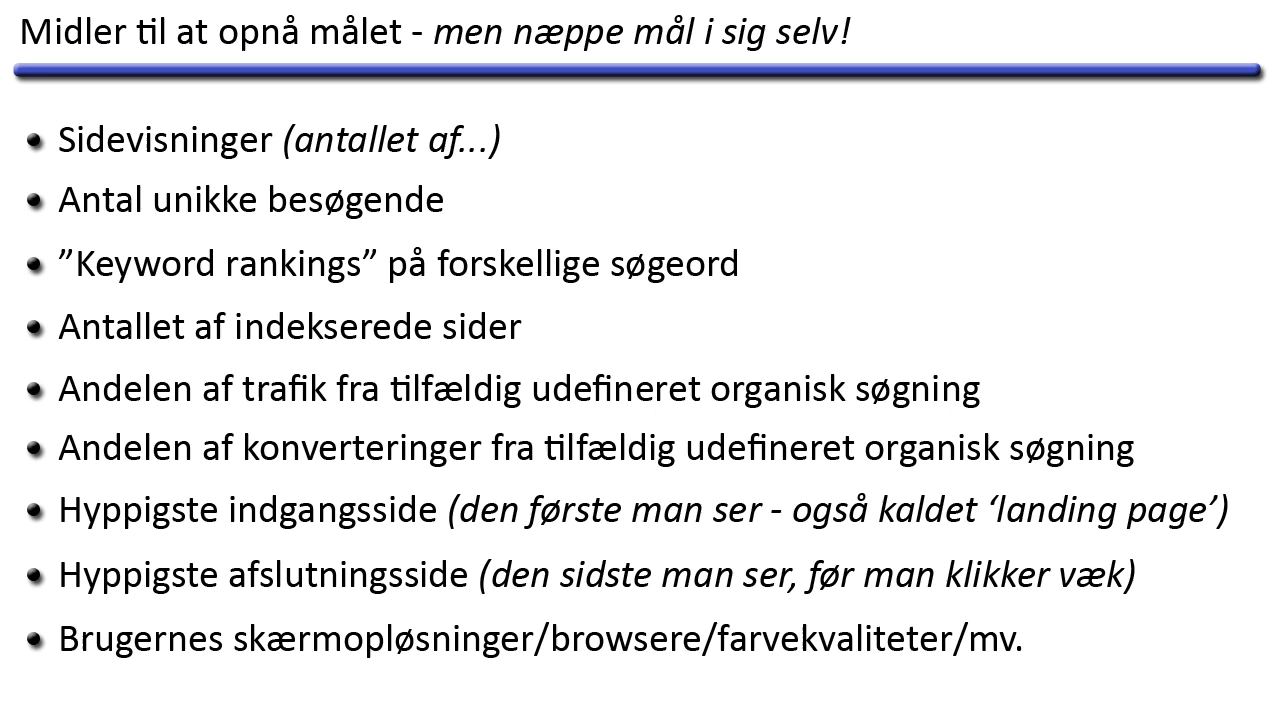 Midler til at opnå målet - men næppe mål i sig selv!
• Sidevisninger (antallet af...)
• Antal unikke besøgende
• ”Keyword rankings” på forskellige søgeord
• Antallet af indekserede sider
• Andelen af trafik fra tilfældig udefineret organisk søgning
• Andelen af konverteringer fra tilfældig udefineret organisk søgning
• Hyppigste indgangsside (den første man ser - også kaldet ‘landing page’)
• Hyppigste afslutningsside (den sidste man ser, før man klikker væk)
• Brugernes skærmopløsninger/browsere/farvekvaliteter/mv.